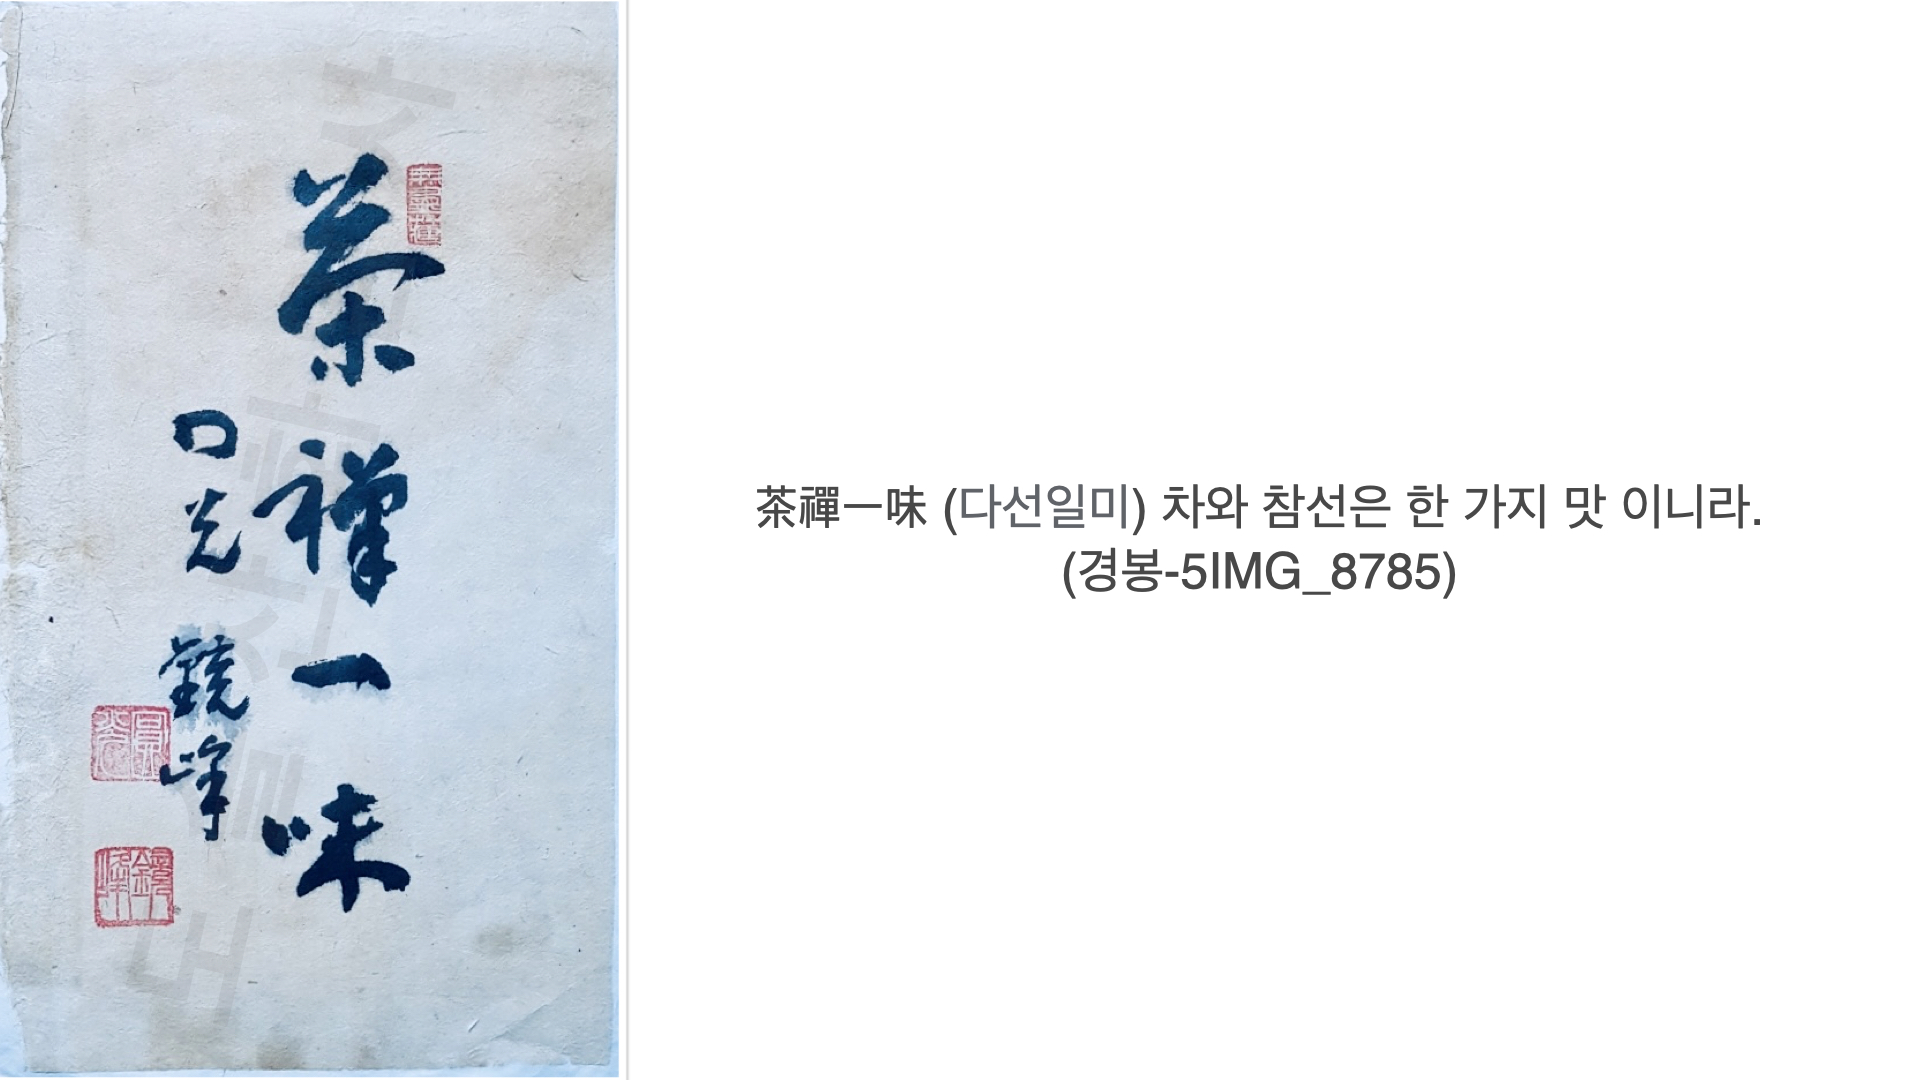 茶禪一味
口光 鏡峰
茶禪一味 (다선일미) 차와 참선은 한 가지 맛 이니라.
(경봉-5IMG_8785)